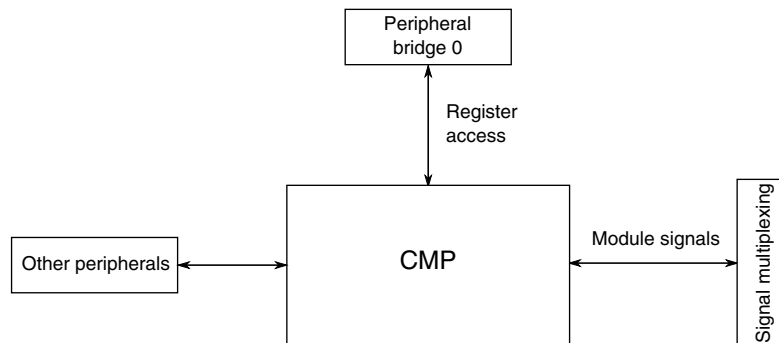 Peripheral
bridge 0
Register
access
Signal multiplexing
Module signals
CMP
Other peripherals